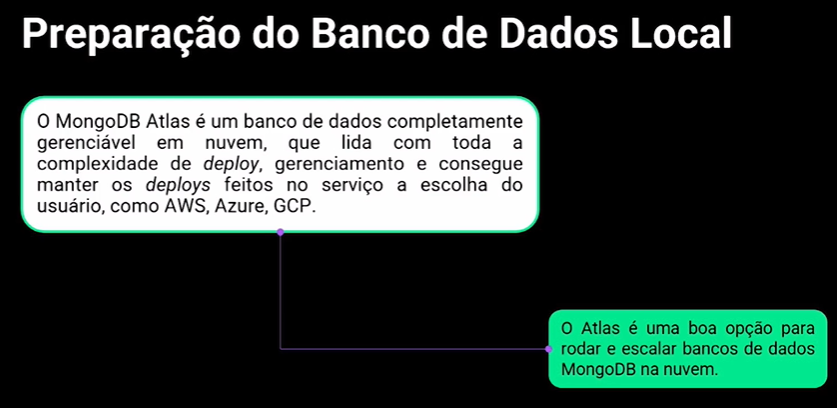 Preparação do Banco de Dados Local
O MongoDB Atlas é um banco de dados completamente
gerenciável em nuvem, que lida com toda a
complexidade de deploy, gerenciamento e consegue
manter os deploys feitos no serviço a escolha do
usuário, como AWS, Azure, GCP.
O Atlas é uma boa opção para
rodar e escalar bancos de dados
MongoDB na nuvem.